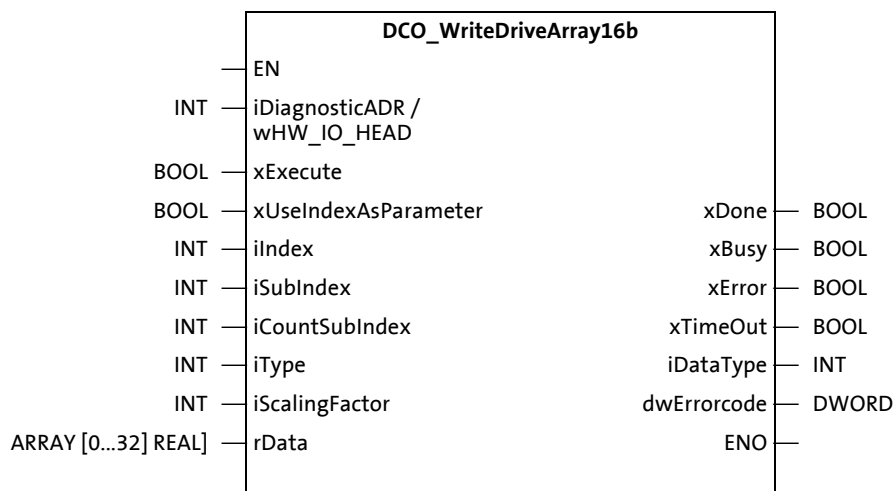 DCO_WriteDriveArray16b
EN
INT iDiagnosticADR /
wHW_IO_HEAD
BOOL xExecute
BOOL xUseIndexAsParameter xDone BOOL
INT iIndex xBusy BOOL
INT iSubIndex xError BOOL
INT iCountSubIndex xTimeOut BOOL
INT iType iDataType INT
INT iScalingFactor dwErrorcode DWORD
ARRAY [0...32] REAL] rData ENO